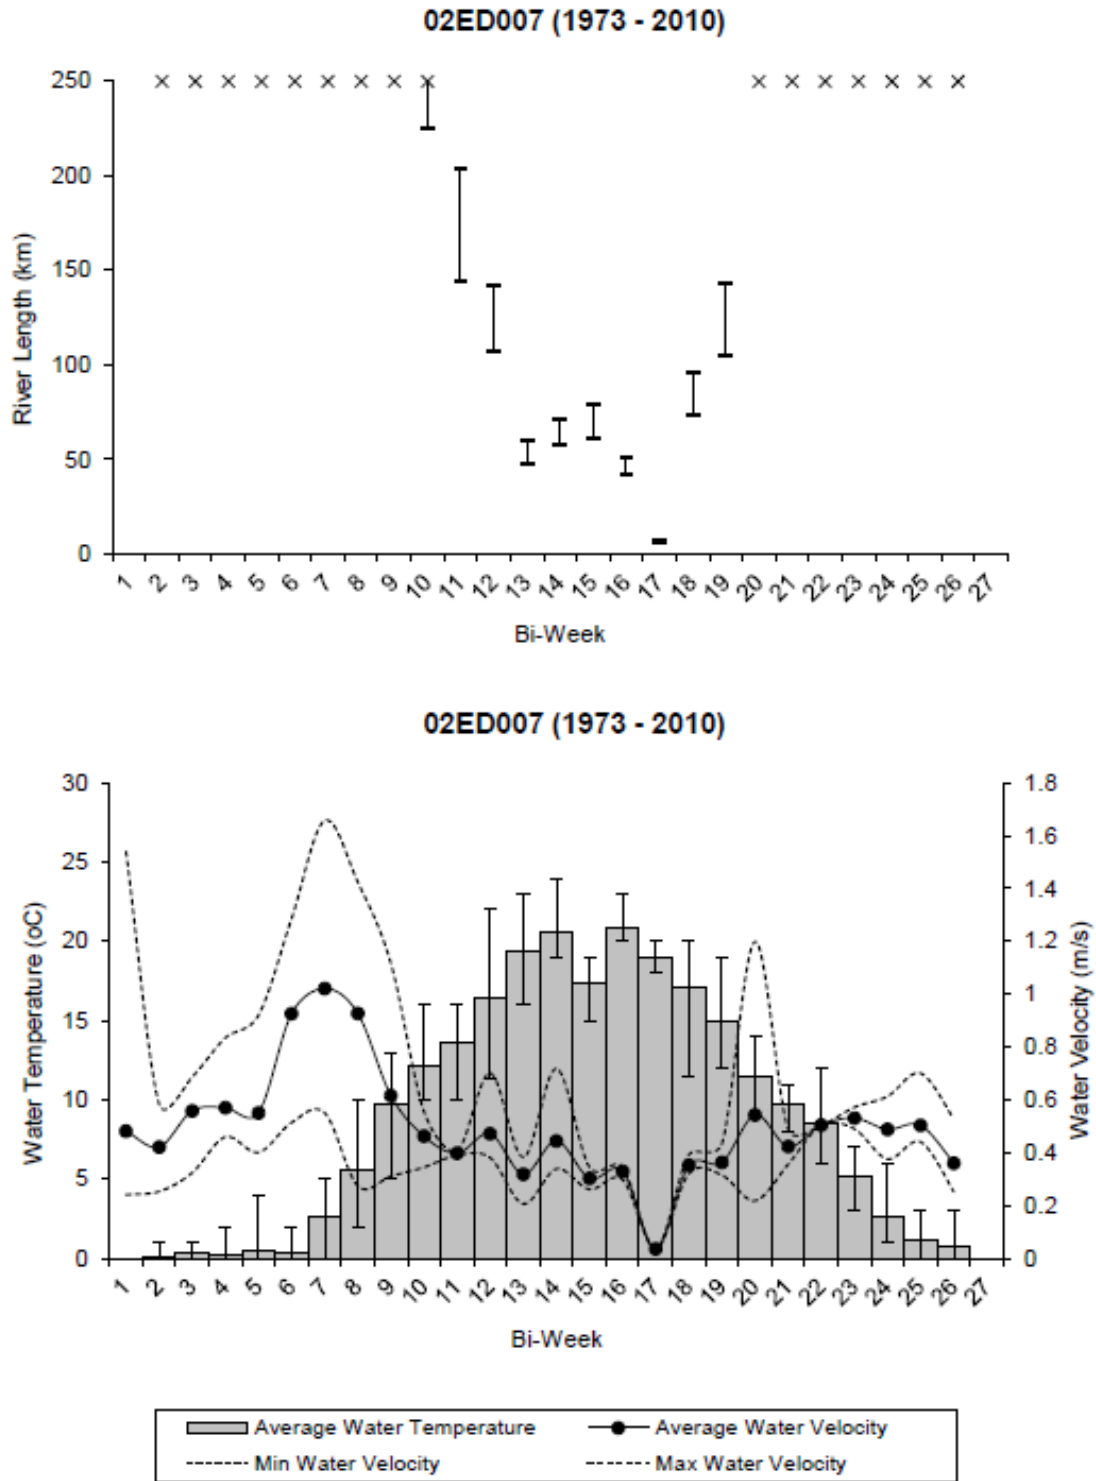 02ED007 (1973 - 2010)
250
200
150
100
50
0
River Length (km)
1 2 3 4 5 6 7 8 9 10 11 12 13 14 15 16 17 18 19 20 21 22 23 24 25 26 27
Bi-Week
02ED007 (1973 - 2010)
30
25
20
15
10
5
0
Water Temperature (oC)
1.8
1.6
1.4
1.2
1
0.8
0.6
0.4
0.2
0
Water Velocity (m/s)
1 2 3 4 5 6 7 8 9 10 11 12 13 14 15 16 17 18 19 20 21 22 23 24 25 26 27
Bi-Week
Average Water Temperature Average Water Velocity
Min Water Velocity Max Water Velocity